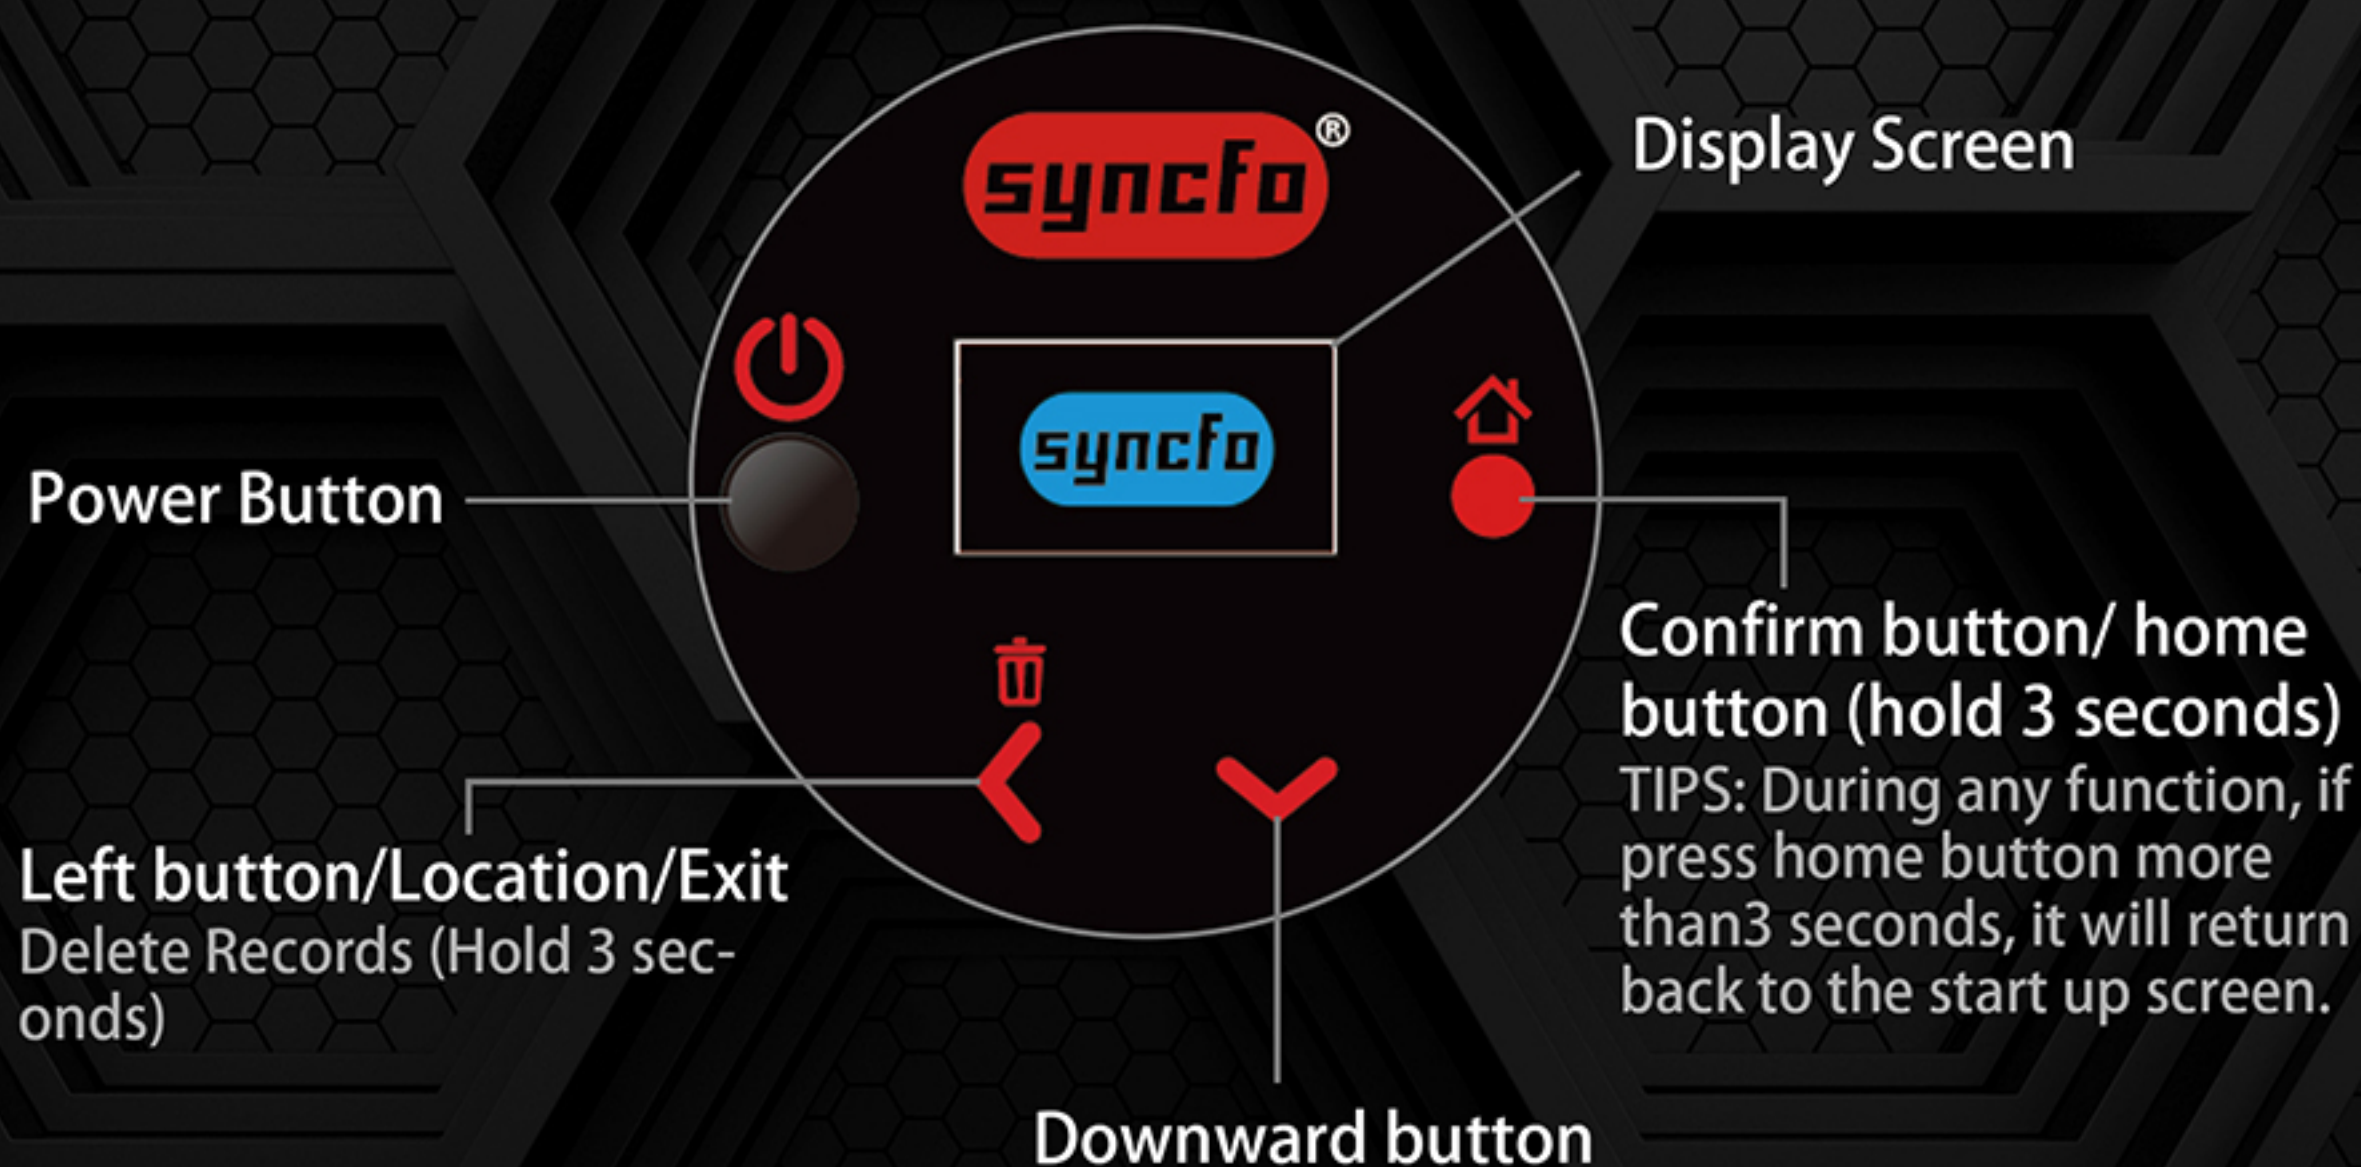 syncfo®
Display Screen
syncfo
Power Button
Confirm button/ home
button (hold 3 seconds)
TIPS: During any function, if
press home button more
than3 seconds, it will return
back to the start up screen.
Left button/Location/Exit
Delete Records (Hold 3 sec-
onds)
Downward button